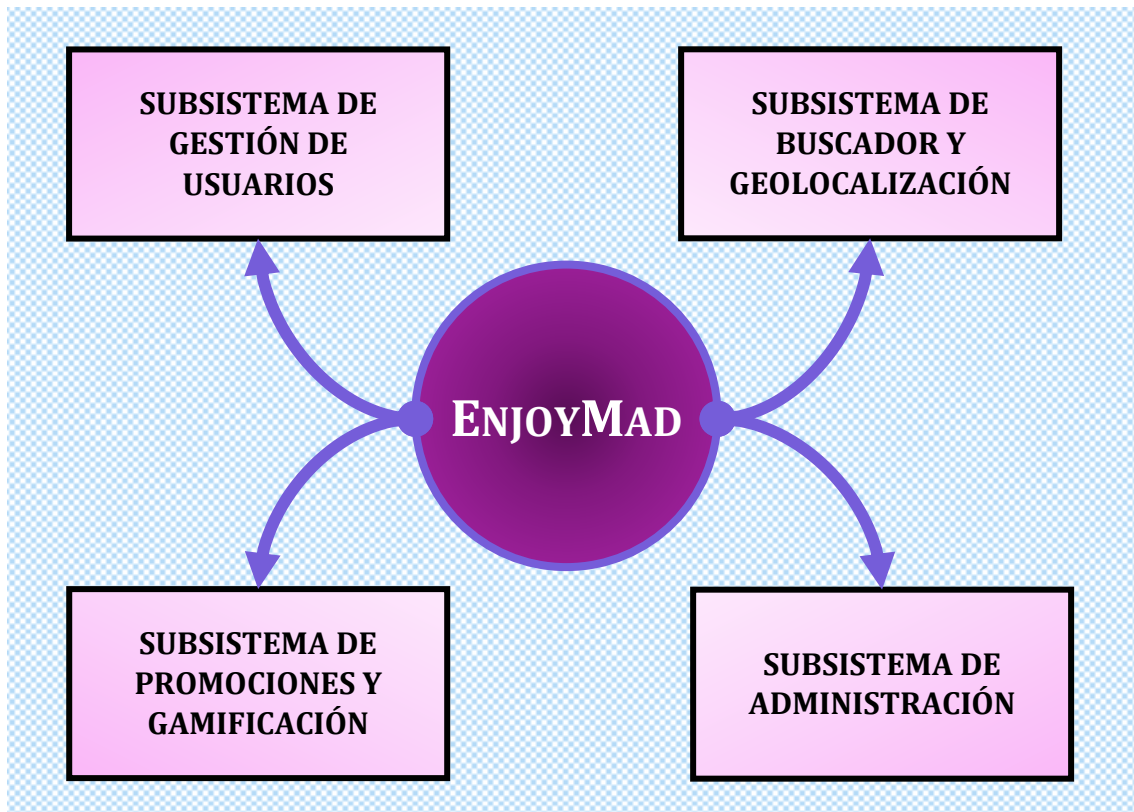 SUBSISTEMA DE
GESTIÓN DE
USUARIOS
SUBSISTEMA DE
BUSCADOR Y
GEOLOCALIZACIÓN
ENJOYMAD
SUBSISTEMA DE
PROMOCIONES Y
GAMIFICACIÓN
SUBSISTEMA DE
ADMINISTRACIÓN